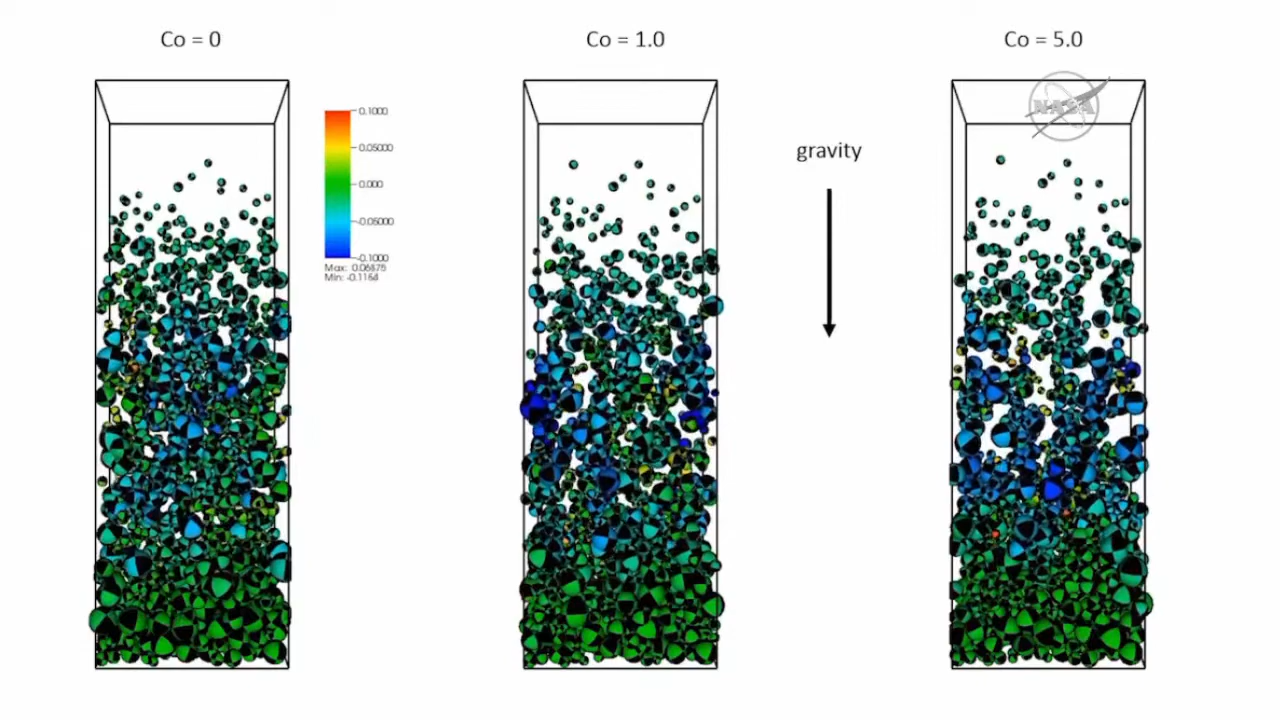 Co = 0
Co = 1.0
Co = 5.0
0.1000
0.05000
0.000
-0.05000
-0.1000
Max: 0.06875
Min: -0.1164
gravity
NASA